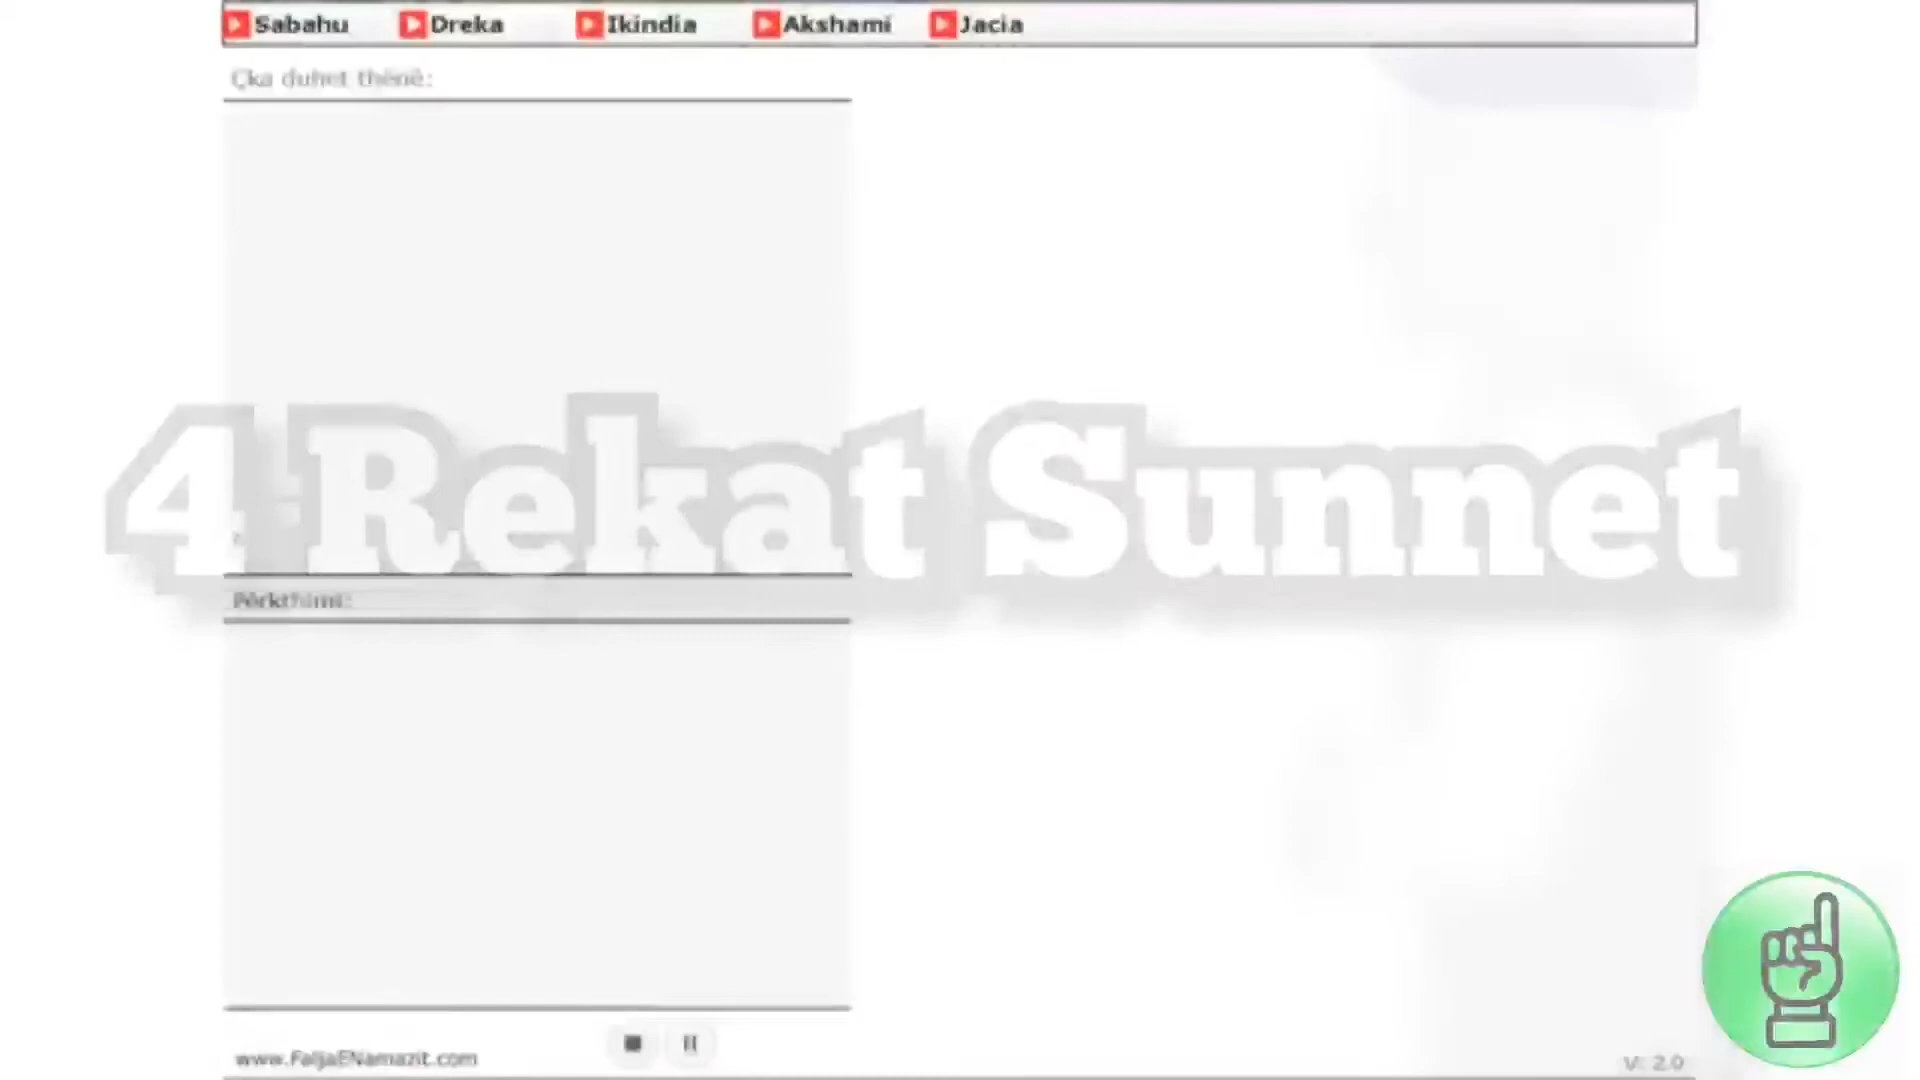 Sabahu Dreka Ikindia Akshami Jacia
Çka duhet thënë:
4 Rekat Sunnet
Përkthimi:
www.FaljaENamazit.com
V: 2.0